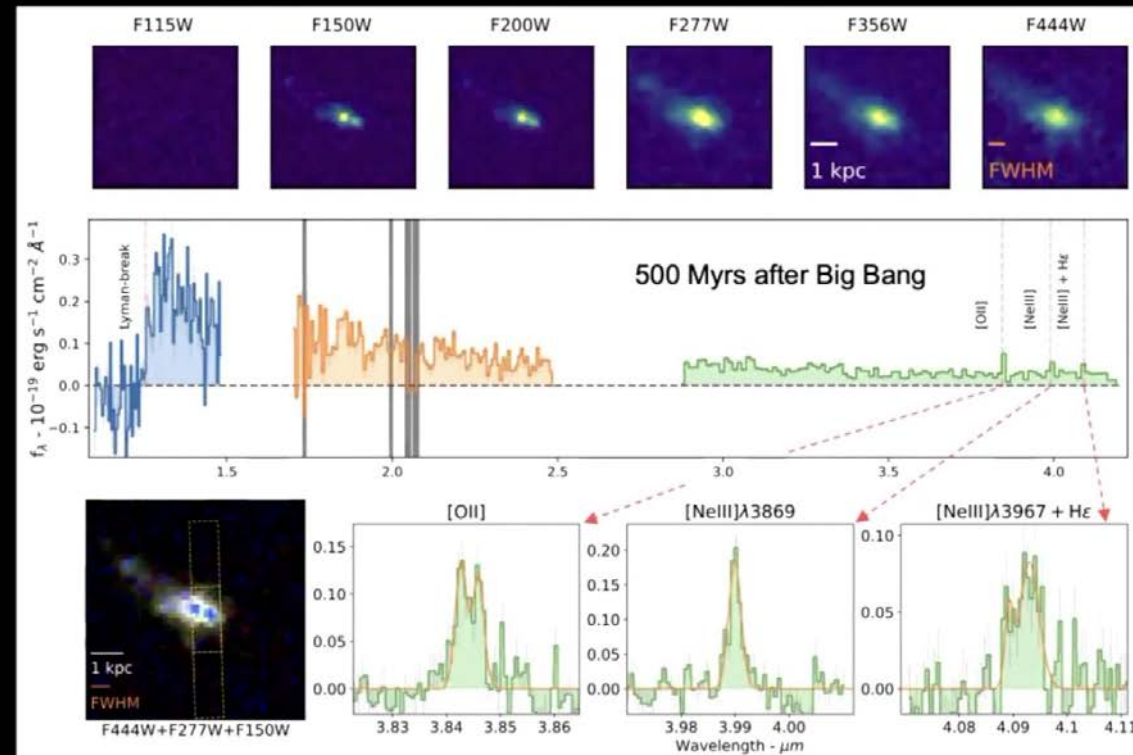 F115W F150W F200W F277W F356W F444W
1 kpc
FWHM
f_λ - 10⁻¹⁹ erg s⁻¹ cm⁻² Å⁻¹
0.3
0.2
0.1
0.0
−0.1
Lyman-break
500 Myrs after Big Bang
[OII]
[NeIII]
[NeIII] + Hε
1.5 2.0 2.5 3.0 3.5 4.0
1 kpc
FWHM
F444W+F277W+F150W
[OII]
0.15
0.10
0.05
0.00
3.83 3.84 3.85 3.86
[NeIII]λ3869
0.20
0.15
0.10
0.05
0.00
3.98 3.99 4.00
Wavelength - μm
[NeIII]λ3967 + Hε
0.10
0.05
0.00
4.08 4.09 4.1 4.11